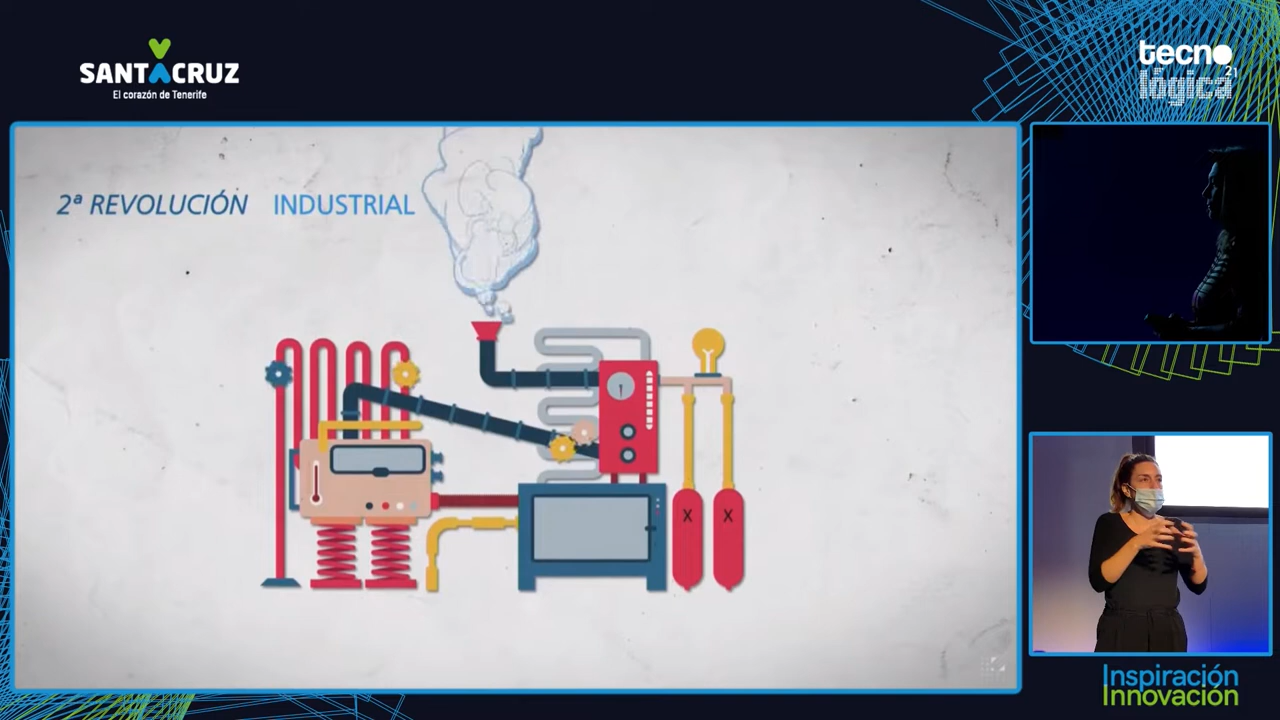 SANTACRUZ
El corazón de Tenerife
tecno
lógica
21
2ª REVOLUCIÓN INDUSTRIAL
X X
Inspiración
Innovación